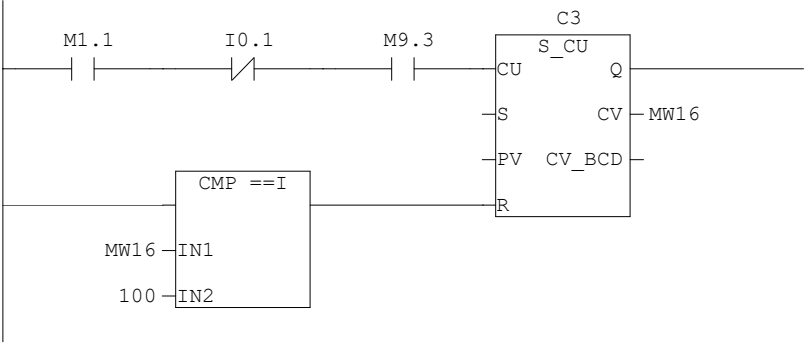 C3
M1.1 I0.1 M9.3 S_CU
CU Q
S CV MW16
PV CV_BCD
CMP ==I
R
MW16 IN1
100 IN2